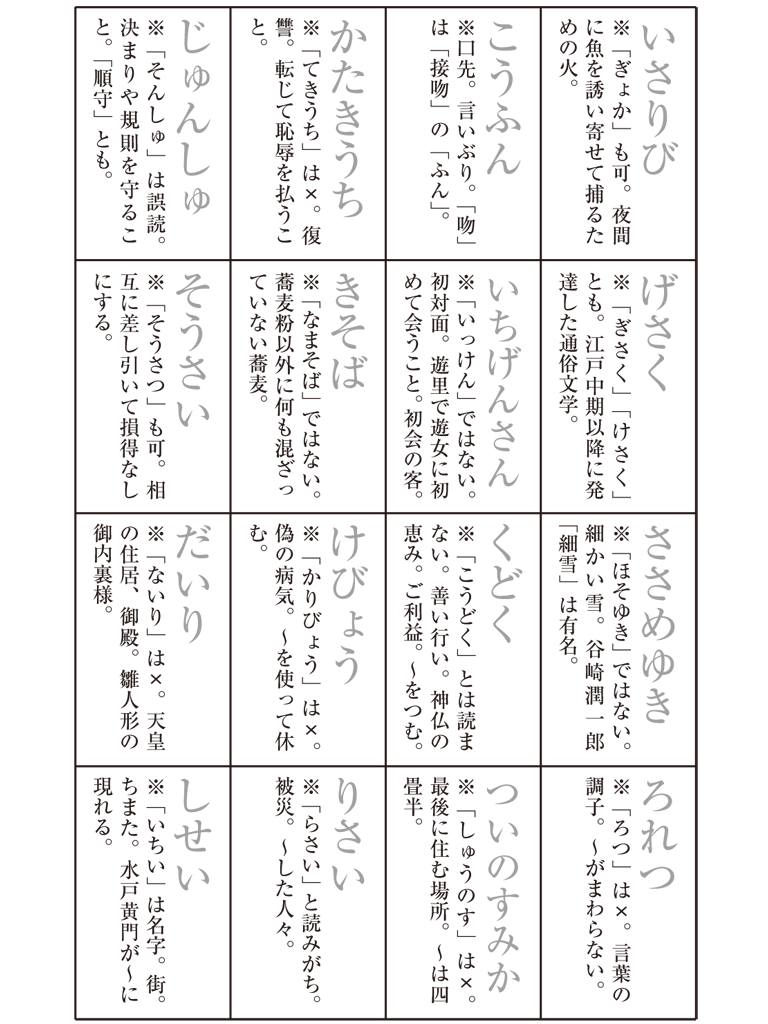 いさりび
※「ぎょか」も可。夜間
に魚を誘い寄せて捕るた
めの火。
こうふん
※口先。言いぶり。「吻」
は「接吻」の「ふん」。
かたきうち
※「てきうち」は×。復
讐。転じて恥辱を払うこ
と。
じゅんしゅ
※「そんしゅ」は誤読。
決まりや規則を守るこ
と。「順守」とも。
げさく
※「ぎさく」「けさく」
とも。江戸中期以降に発
達した通俗文学。
いちげんさん
※「いっけん」ではない。
初対面。遊里で遊女に初
めて会うこと。初会の客。
きそば
※「なまそば」ではない。
蕎麦粉以外に何も混ざっ
ていない蕎麦。
そうさい
※「そうさつ」も可。相
互に差し引いて損得なし
にする。
ささめゆき
※「ほそゆき」ではない。
細かい雪。谷崎潤一郎
「細雪」は有名。
くどく
※「こうどく」とは読ま
ない。善い行い。神仏の
恵み。ご利益。〜をつむ。
けびょう
※「かりびょう」は×。
偽の病気。〜を使って休
む。
だいり
※「ないり」は×。天皇
の住居、御殿。雛人形の
御内裏様。
ろれつ
※「ろつ」は×。言葉の
調子。〜がまわらない。
ついのすみか
※「しゅうのす」は×。
最後に住む場所。〜は四
畳半。
りさい
※「らさい」と読みがち。
被災。〜した人々。
しせい
※「いちい」は名字。街。
ちまた。水戸黄門が〜に
現れる。